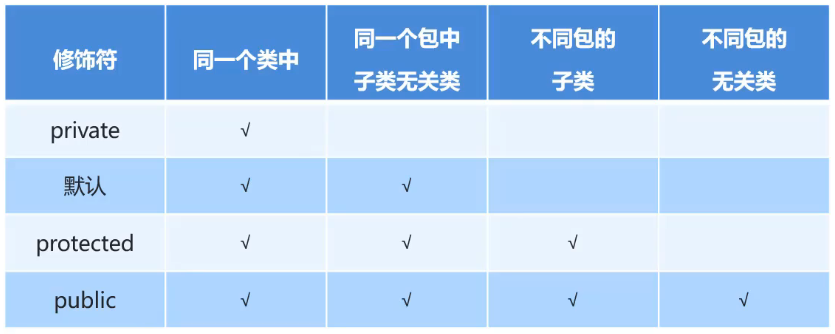 修饰符 同一个类中 同一个包中 不同包的 不同包的
子类无关类 子类 无关类
private √
默认 √ √
protected √ √ √
public √ √ √ √